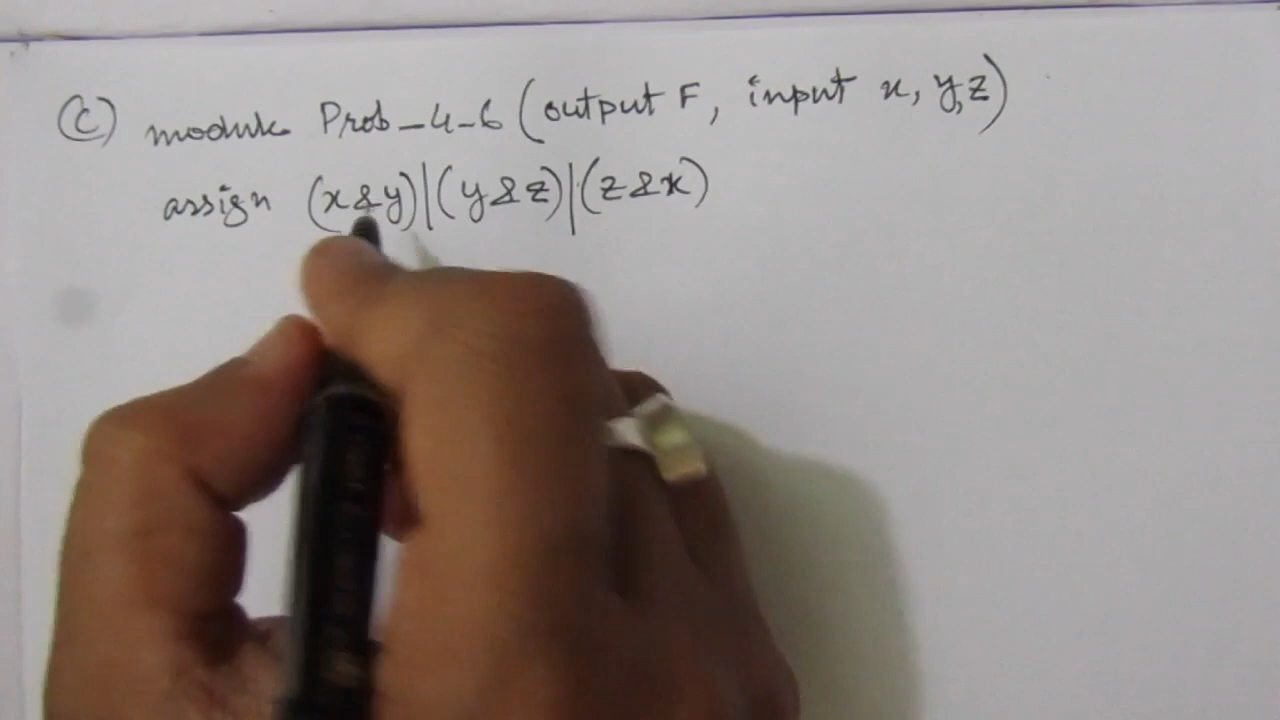 (c) module Prob_4_6 (output F, input x, y, z)
assign (x&y)|(y&z)|(z&x)